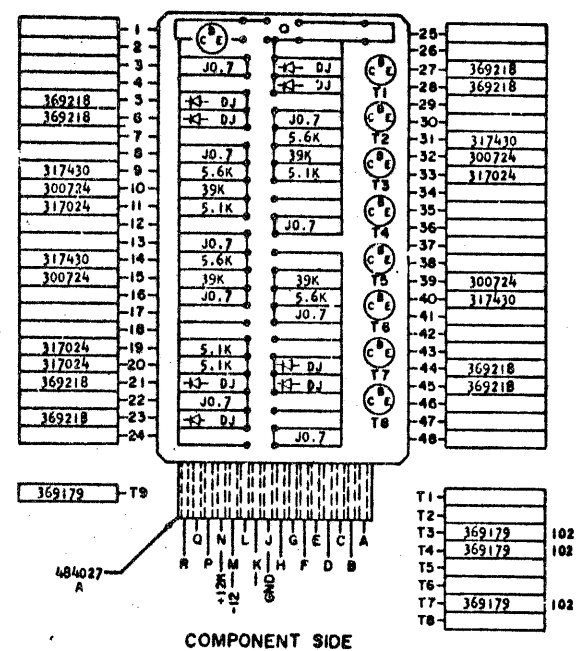 1 C B E Q 25
2 26
3 J0.7 DJ C B E 27 369218
4 DJ T1 28 369218
369218 5 DJ 29
369218 6 DJ J0.7 C B E 30
7 5.6K T2 31 317430
8 J0.7 39K C B E 32 300724
317430 9 5.6K 5.1K T3 33 317024
300724 10 39K 34
317024 11 5.1K C B E 35
12 J0.7 T4 36
13 J0.7 37
317430 14 5.6K C B E 38
300724 15 39K 39K T5 39 300724
16 J0.7 5.6K C B E 40 317430
17 J0.7 T6 41
18 42
317024 19 5.1K C B E 43
317024 20 5.1K DJ T7 44 369218
369218 21 DJ DJ 45 369218
22 J0.7 C B E 46
369218 23 DJ T8 47
24 J0.7 48
369179 T9
T1
T2
T3 369179 102
T4 369179 102
T5
T6
T7 369179 102
T8
R Q P N M L K J H G F E D C B A
+12M
-12
GND
484027
A
COMPONENT SIDE